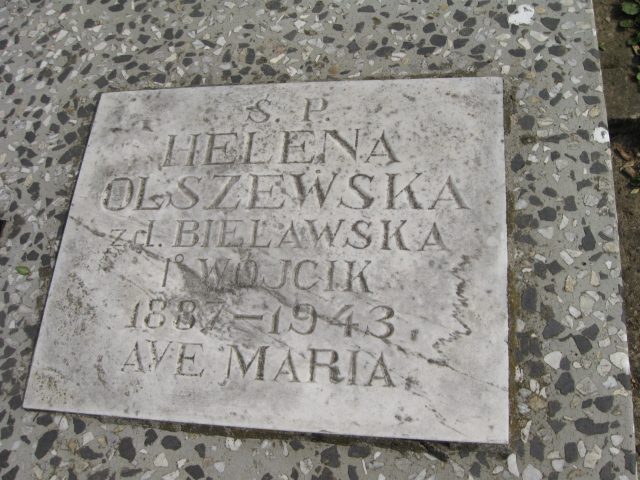 Ś. P.
HELENA
OLSZEWSKA
z d. BIELAWSKA
1° WÓJCIK
1887-1943
AVE MARIA